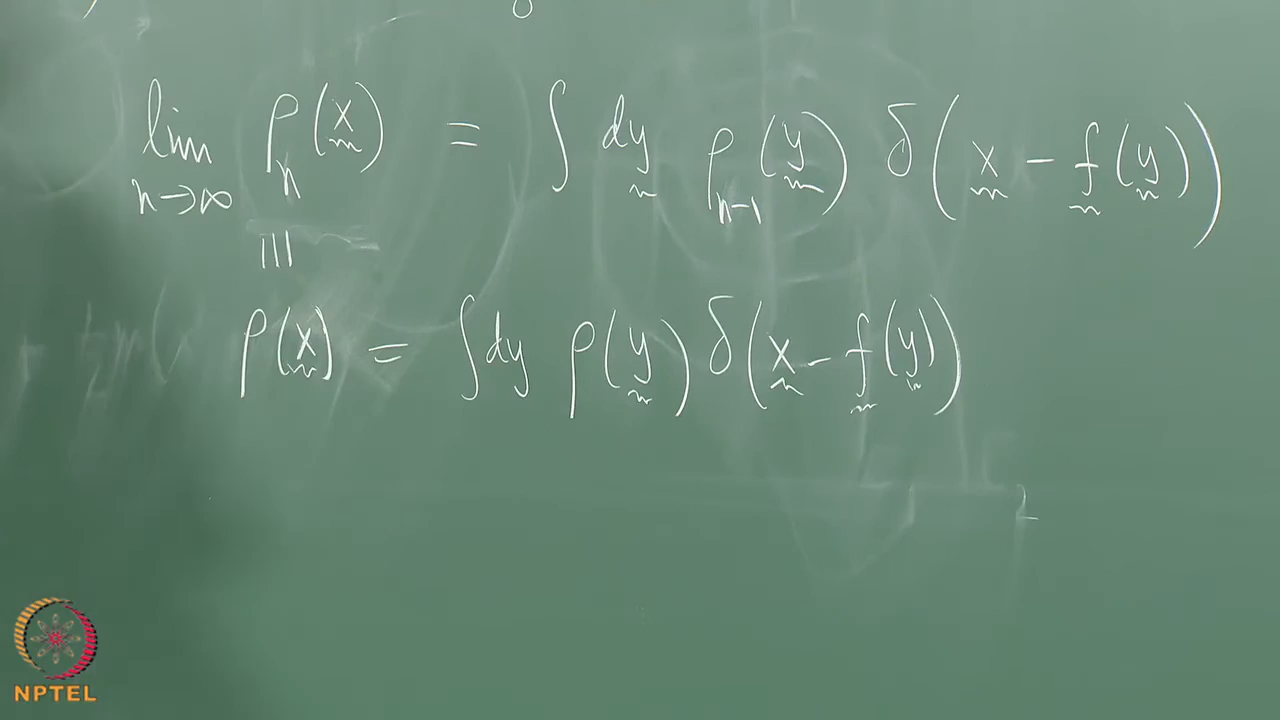 lim n→∞ ρ_n(x̰) = ∫ dy̰ ρ_{n-1}(y̰) δ(x̰ - f̰(y̰))
|||
ρ(x̰) = ∫dy ρ(y̰) δ(x̰ - f̰(y̰))
NPTEL